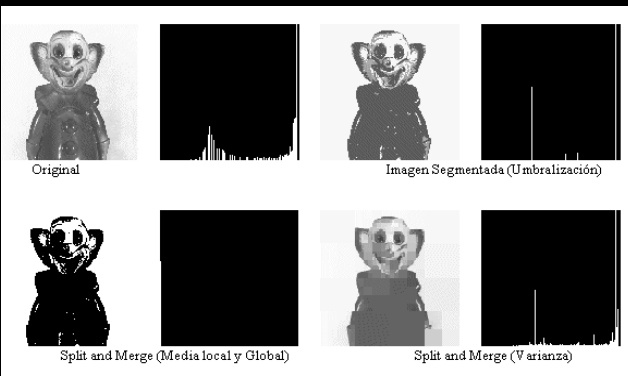 Original
Imagen Segmentada (Umbralización)
Split and Merge (Media local y Global)
Split and Merge (Varianza)